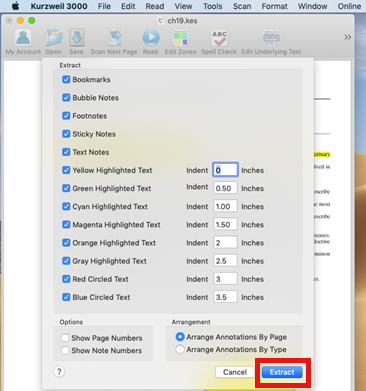 Kurzweil 3000 File Edit Read View Tools Scan Format Window Online
ch19.kes
My Account Open Save Scan Next Page Read Edit Zones Spell Check Edit Underlying Text
Extract
Bookmarks
Bubble Notes
Footnotes
Sticky Notes
Text Notes
Yellow Highlighted Text Indent 0 Inches
Green Highlighted Text Indent 0.50 Inches
Cyan Highlighted Text Indent 1.00 Inches
Magenta Highlighted Text Indent 1.50 Inches
Orange Highlighted Text Indent 2 Inches
Gray Highlighted Text Indent 2.5 Inches
Red Circled Text Indent 3 Inches
Blue Circled Text Indent 3.5 Inches
Options Arrangement
Show Page Numbers Arrange Annotations By Page
Show Note Numbers Arrange Annotations By Type
? Cancel Extract